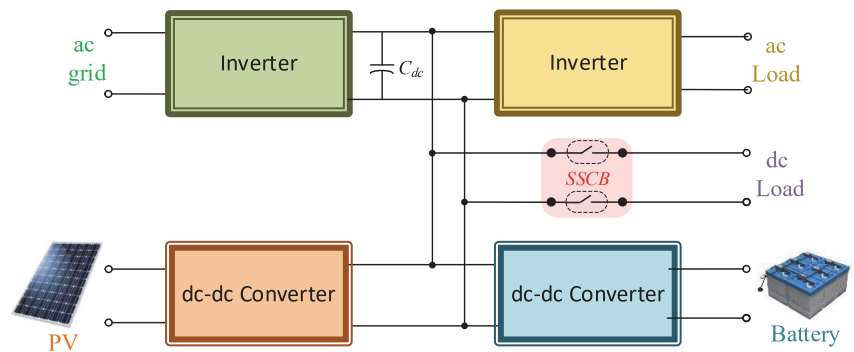 ac
grid
Inverter
C_dc
Inverter
ac
Load
SSCB
dc
Load
PV
dc-dc Converter
dc-dc Converter
Battery